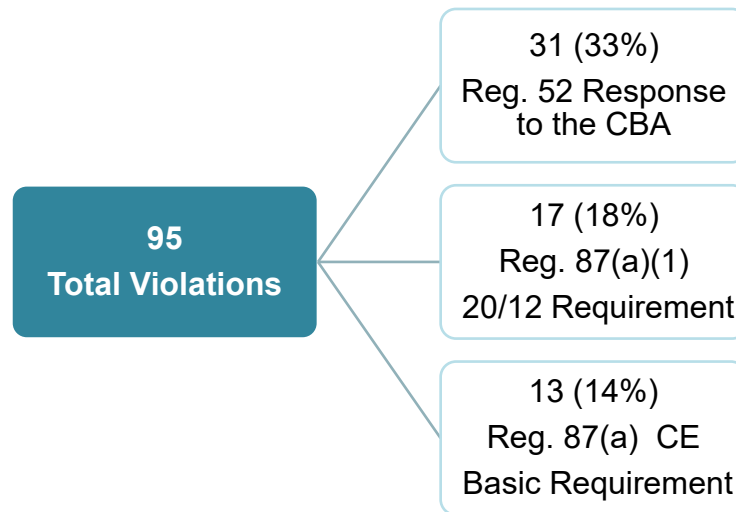 95
Total Violations
31 (33%)
Reg. 52 Response
to the CBA
17 (18%)
Reg. 87(a)(1)
20/12 Requirement
13 (14%)
Reg. 87(a) CE
Basic Requirement